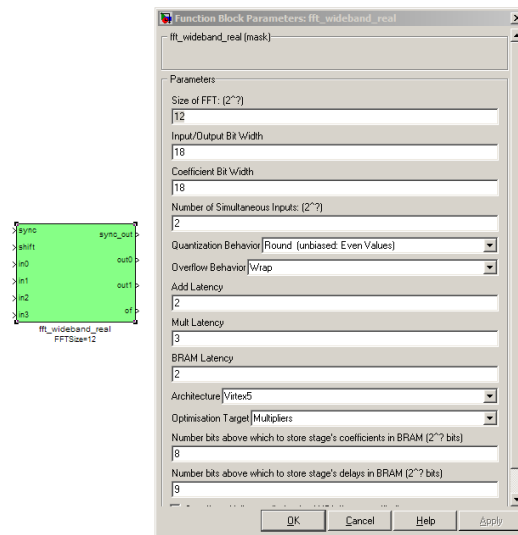 Function Block Parameters: fft_wideband_real
fft_wideband_real (mask)
Parameters
Size of FFT: (2^?)
12
Input/Output Bit Width
18
Coefficient Bit Width
18
Number of Simultaneous Inputs: (2^?)
2
Quantization Behavior Round (unbiased: Even Values)
Overflow Behavior Wrap
Add Latency
2
Mult Latency
3
BRAM Latency
2
Architecture Virtex5
Optimisation Target Multipliers
Number bits above which to store stage's coefficients in BRAM (2^? bits)
8
Number bits above which to store stage's delays in BRAM (2^? bits)
9
OK Cancel Help Apply
sync sync_out
shift
in0 out0
in1 out1
in2
in3 of
fft_wideband_real
FFTSize=12